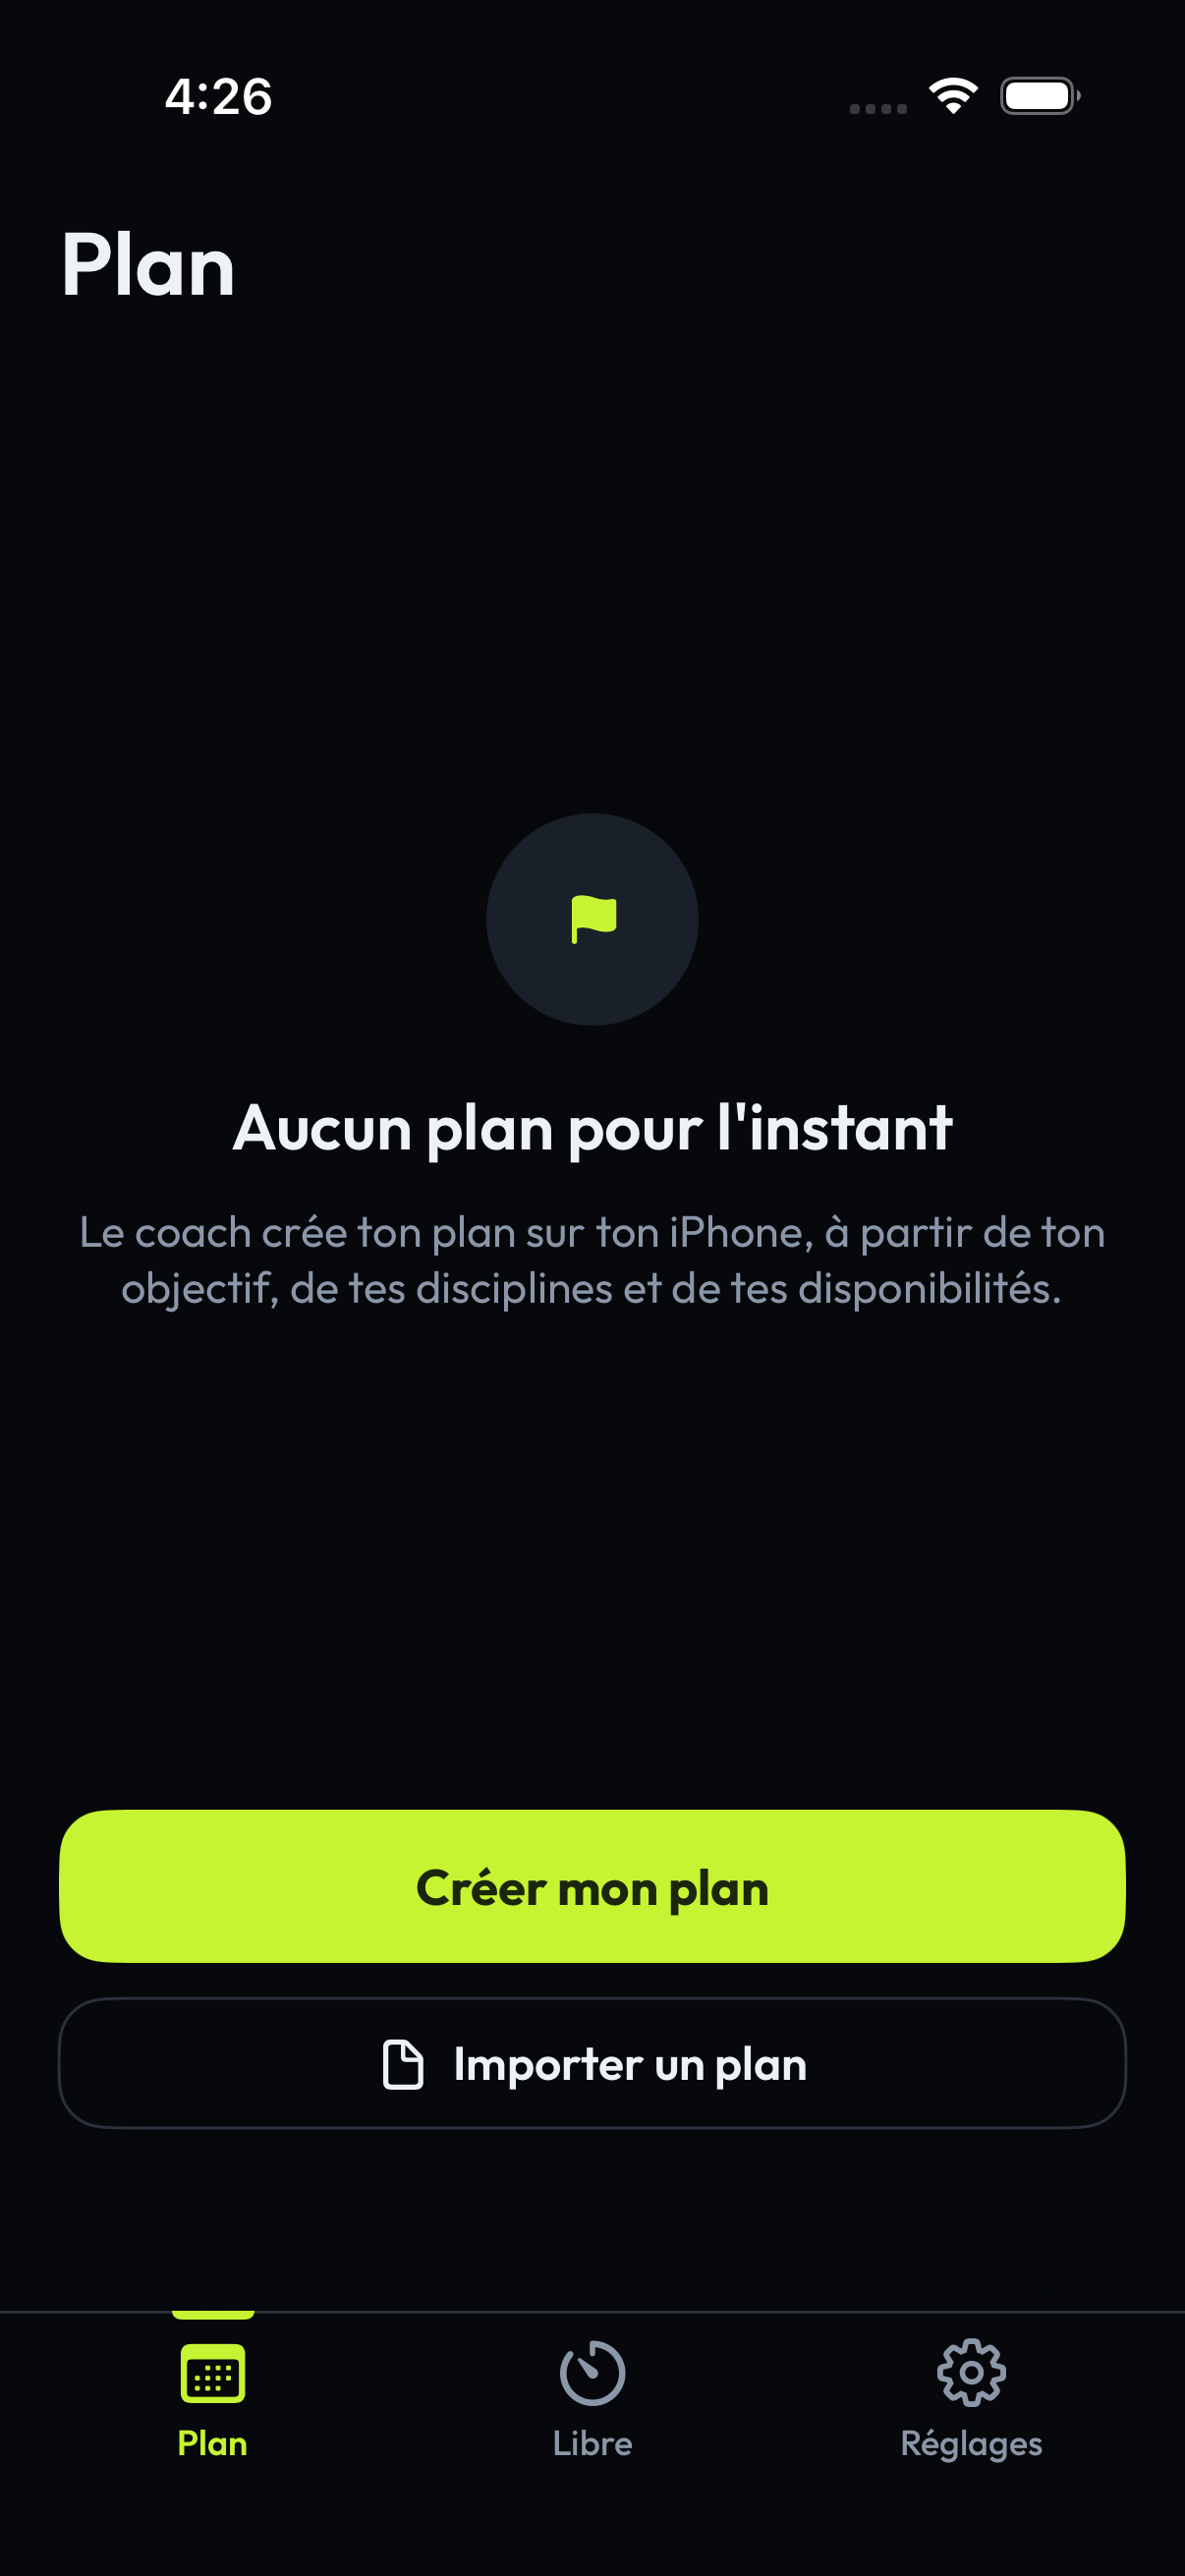 4:26
Plan
Aucun plan pour l'instant
Le coach crée ton plan sur ton iPhone, à partir de ton
objectif, de tes disciplines et de tes disponibilités.
Créer mon plan
Importer un plan
Plan
Libre
Réglages